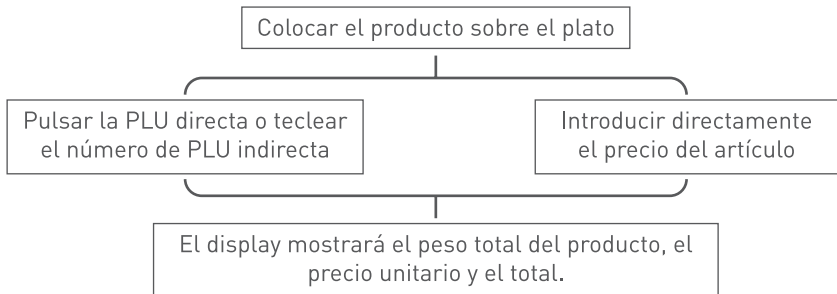 Colocar el producto sobre el plato
Pulsar la PLU directa o teclear
el número de PLU indirecta
Introducir directamente
el precio del artículo
El display mostrará el peso total del producto, el
precio unitario y el total.